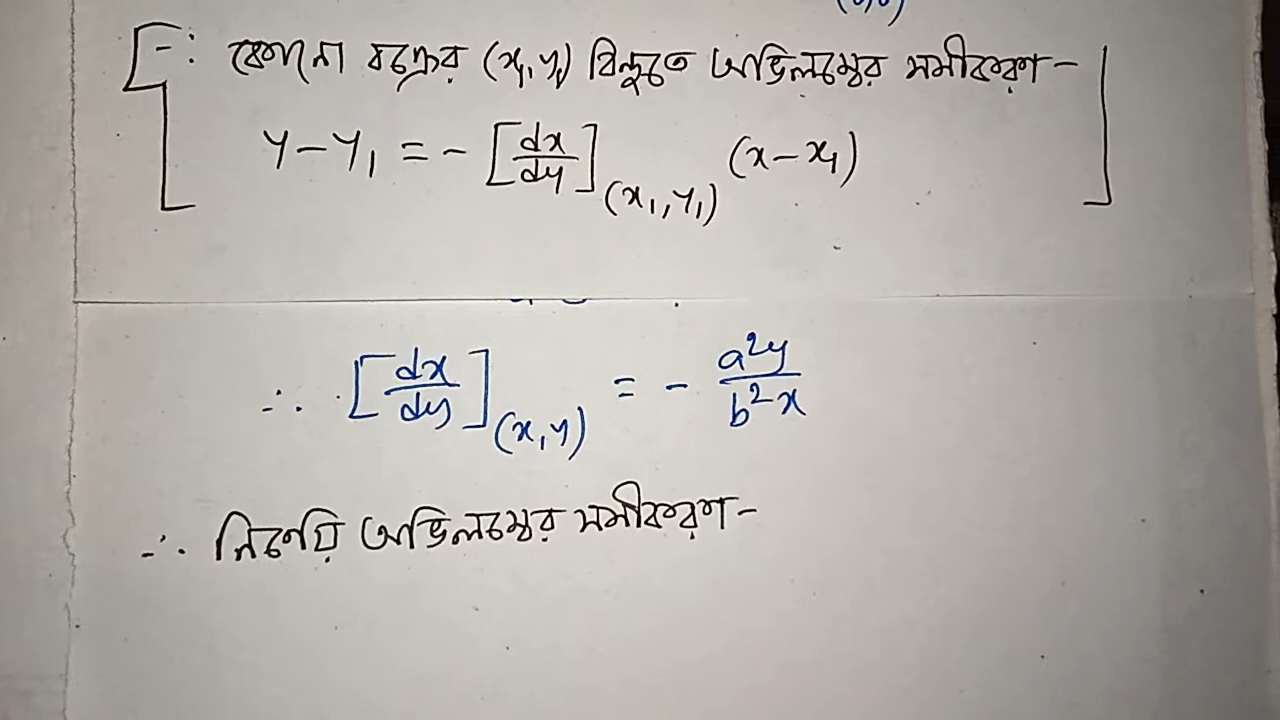 [∵ কোনো বক্রের (x₁, y₁) বিন্দুতে অভিলম্বের সমীকরণ-
y - y₁ = - [dx/dy](x₁, y₁) (x - x₁)]
∴ [dx/dy](x, y) = - a²y/b²x
∴ নির্ণেয় অভিলম্বের সমীকরণ-